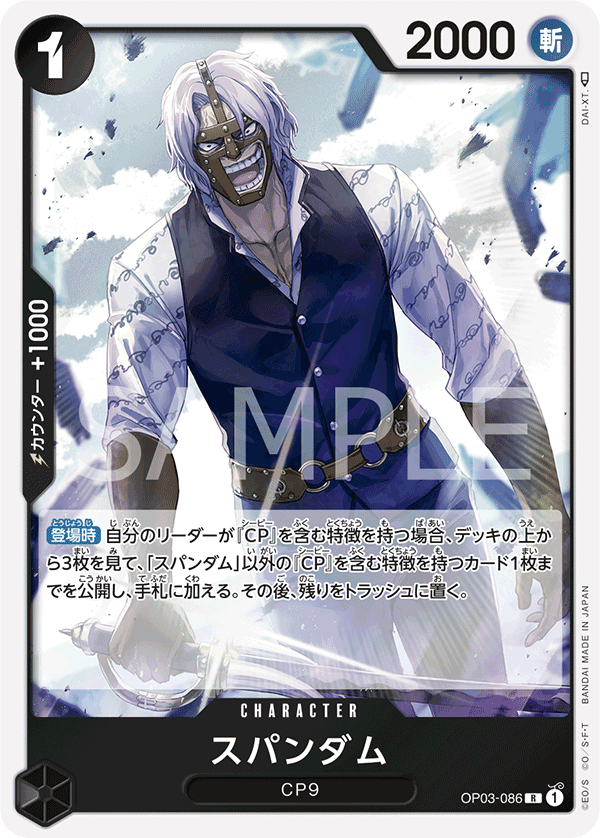 1
2000
斬
DAI-XT.
カウンター +1000
SAMPLE
登場時 自分のリーダーが『CP』を含む特徴を持つ場合、デッキの上か
ら3枚を見て、「スパンダム」以外の『CP』を含む特徴を持つカード1枚ま
でを公開し、手札に加える。その後、残りをトラッシュに置く。
CHARACTER
スパンダム
CP9
OP03-086 R 1
©E.O/S ©O/S・F・T BANDAI MADE IN JAPAN